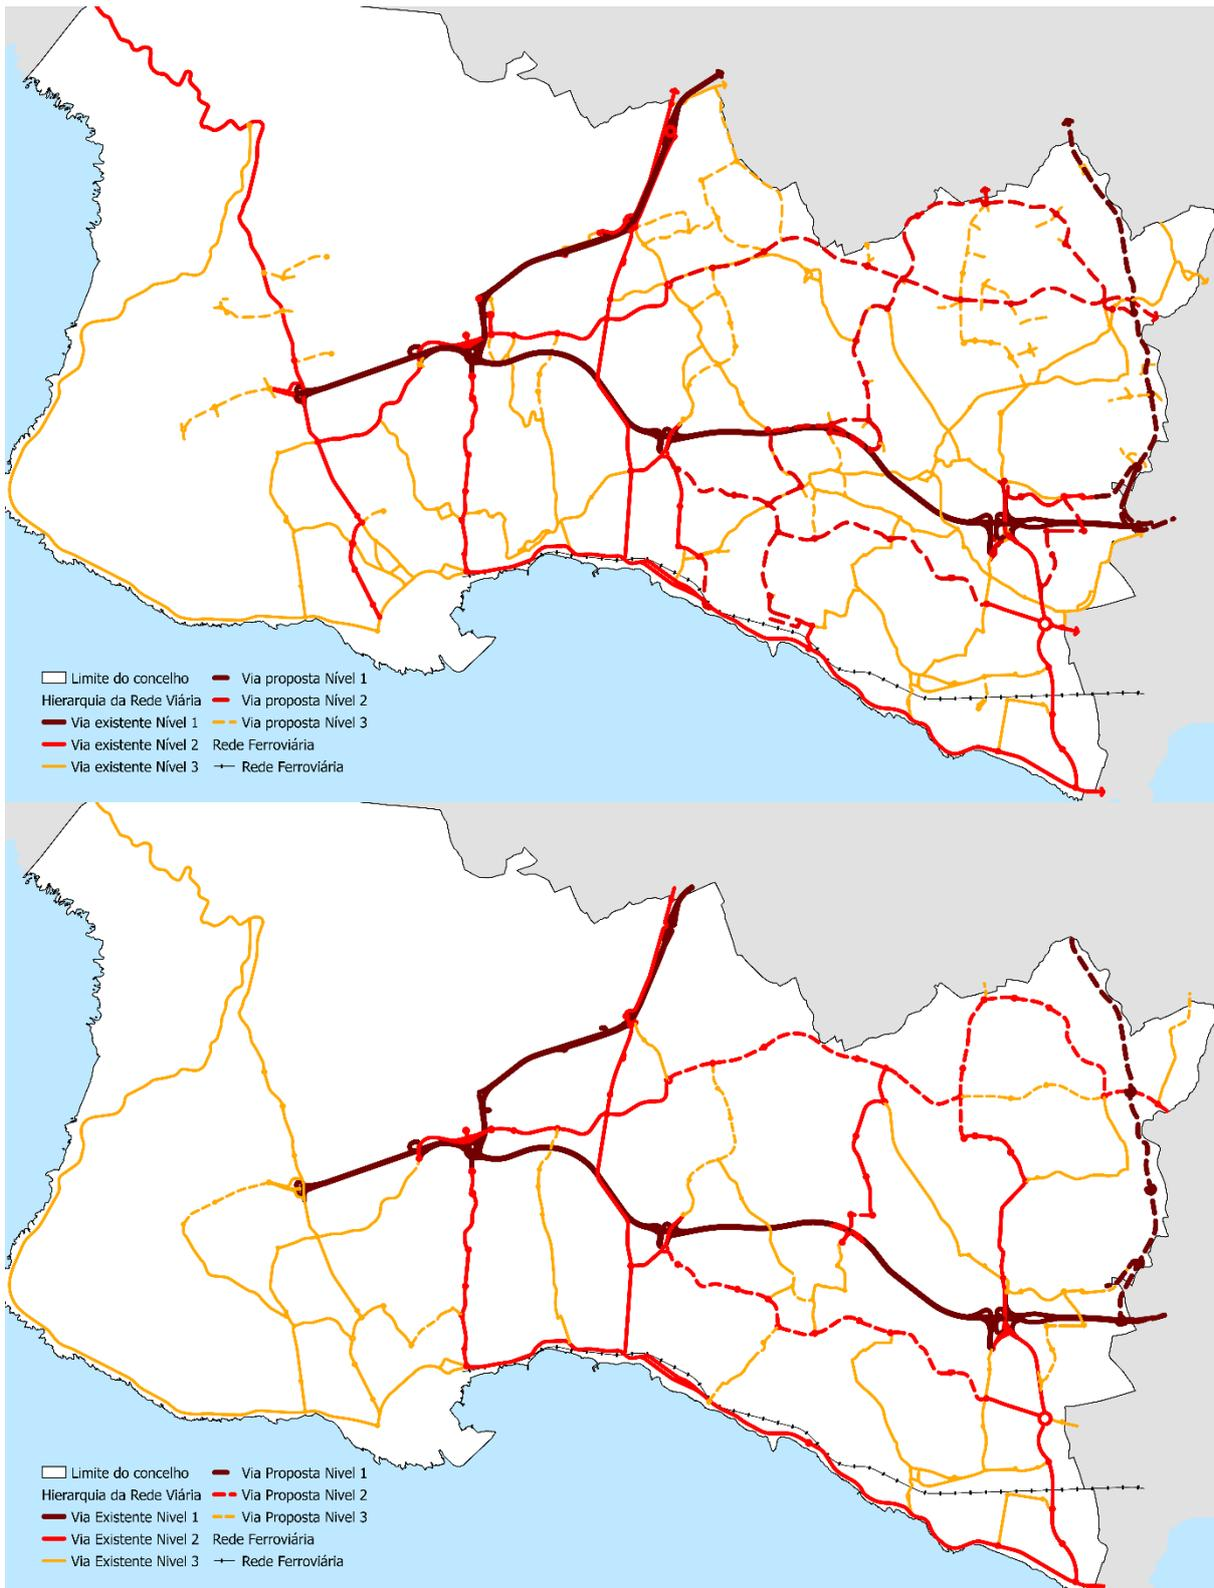 Limite do concelho
Via proposta Nível 1
Hierarquia da Rede Viária
Via proposta Nível 2
Via existente Nível 1
Via proposta Nível 3
Via existente Nível 2
Rede Ferroviária
Via existente Nível 3
Rede Ferroviária
Limite do concelho
Via Proposta Nivel 1
Hierarquia da Rede Viária
Via Proposta Nivel 2
Via Existente Nivel 1
Via Proposta Nivel 3
Via Existente Nivel 2
Rede Ferroviária
Via Existente Nivel 3
Rede Ferroviária